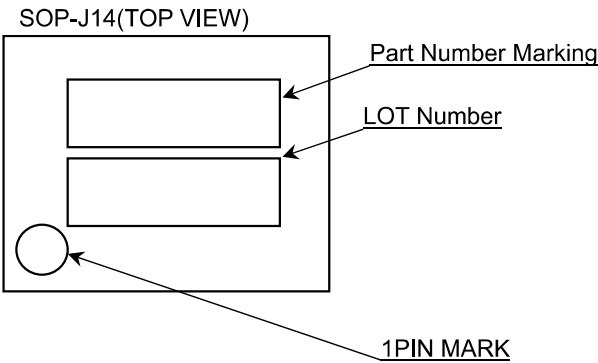 SOP-J14(TOP VIEW)
Part Number Marking
LOT Number
1PIN MARK